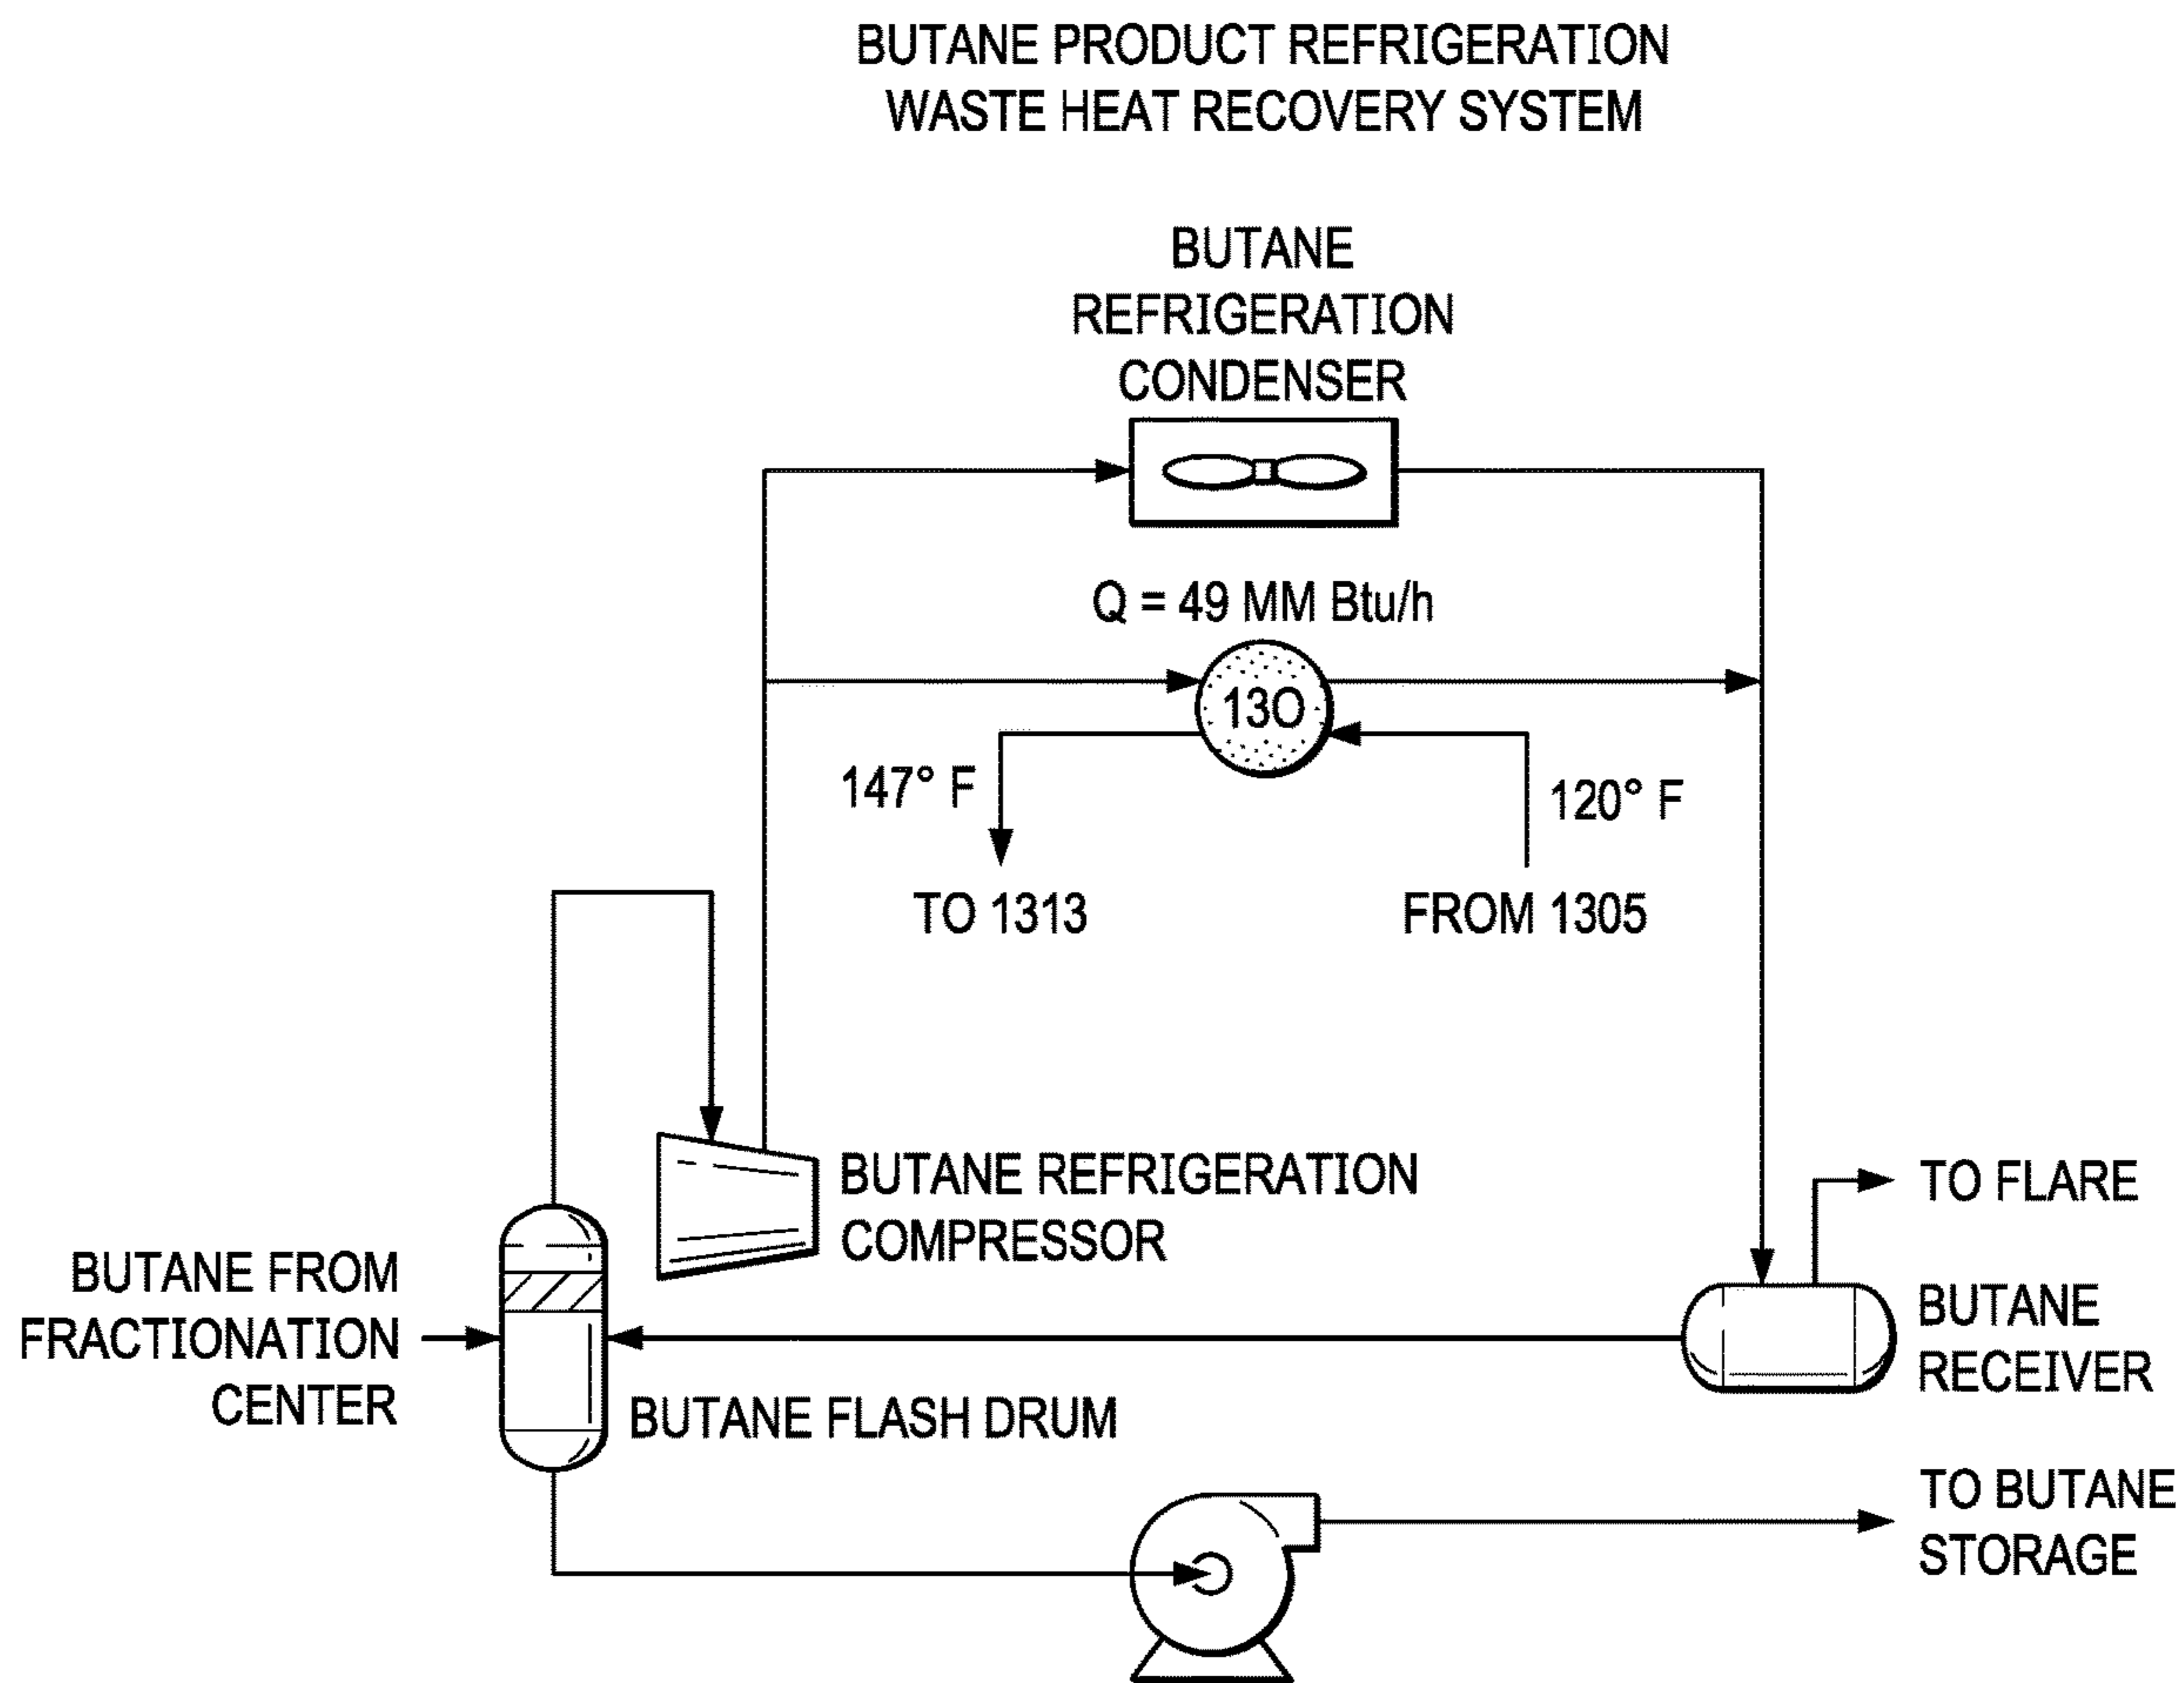 BUTANE PRODUCT REFRIGERATION
WASTE HEAT RECOVERY SYSTEM
BUTANE
REFRIGERATION
CONDENSER
Q = 49 MM Btu/h
130
147° F
120° F
TO 1313
FROM 1305
BUTANE REFRIGERATION
COMPRESSOR
TO FLARE
BUTANE FROM
FRACTIONATION
CENTER
BUTANE
RECEIVER
BUTANE FLASH DRUM
TO BUTANE
STORAGE